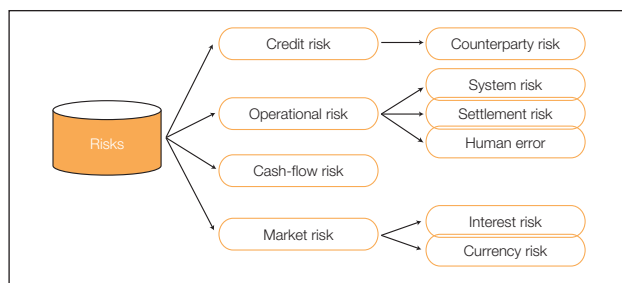 Risks
Credit risk
Counterparty risk
Operational risk
System risk
Settlement risk
Human error
Cash-flow risk
Market risk
Interest risk
Currency risk